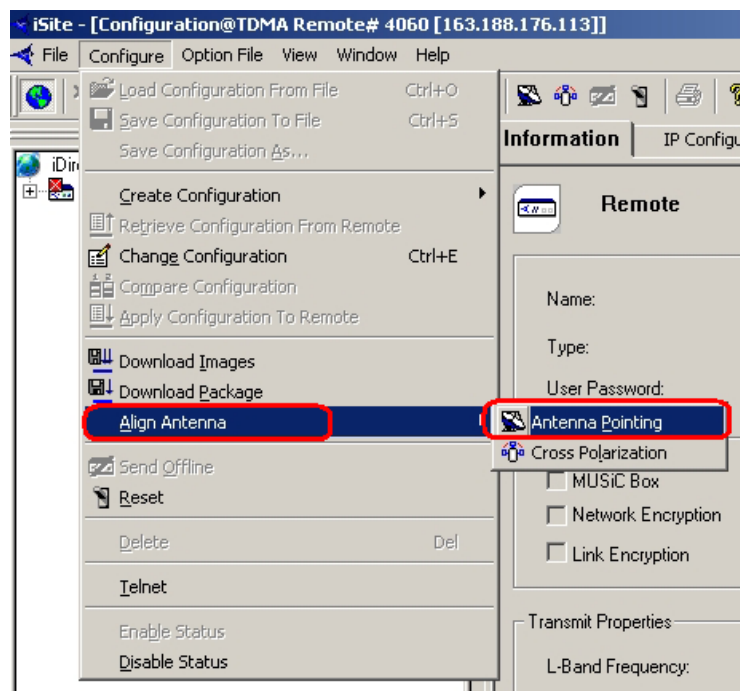 iSite - [Configuration@TDMA Remote# 4060 [163.188.176.113]]
File Configure Option File View Window Help
Load Configuration From File Ctrl+O
Save Configuration To File Ctrl+S
Save Configuration As...
Create Configuration
Retrieve Configuration From Remote
Change Configuration Ctrl+E
Compare Configuration
Apply Configuration To Remote
Download Images
Download Package
Align Antenna
Send Offline
Reset
Delete Del
Telnet
Enable Status
Disable Status
Antenna Pointing
Cross Polarization
Information
Remote
Name:
Type:
User Password:
MUSiC Box
Network Encryption
Link Encryption
Transmit Properties
L-Band Frequency: